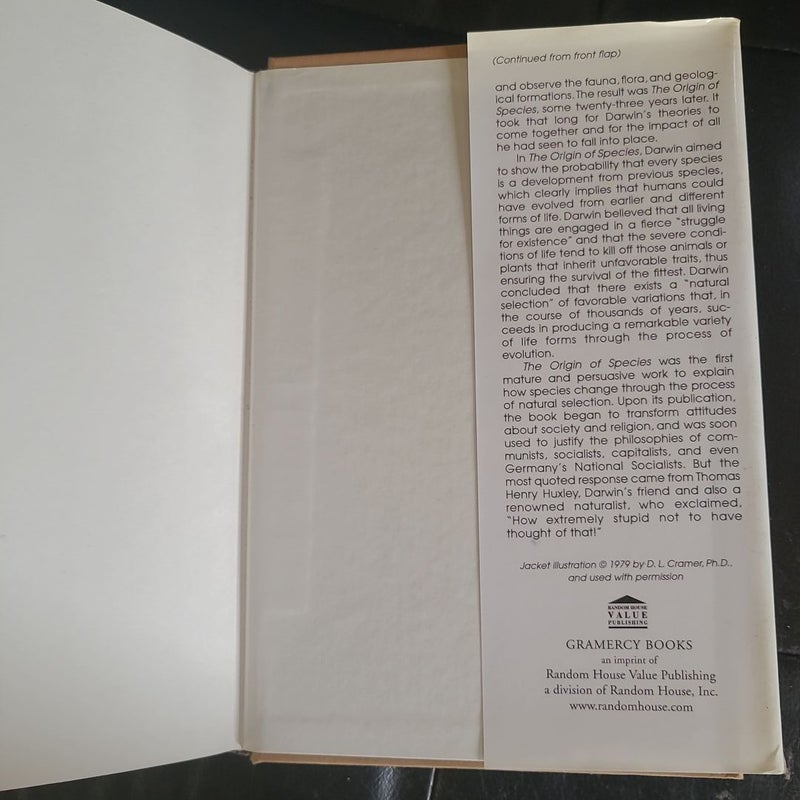 (Continued from front flap)
and observe the fauna, flora, and geolog-
ical formations. The result was The Origin of
Species, some twenty-three years later. It
took that long for Darwin's theories to
come together and for the impact of all
he had seen to fall into place.
In The Origin of Species, Darwin aimed
to show the probability that every species
is a development from previous species,
which clearly implies that humans could
have evolved from earlier and different
forms of life. Darwin believed that all living
things are engaged in a fierce "struggle
for existence" and that the severe condi-
tions of life tend to kill off those animals or
plants that inherit unfavorable traits, thus
ensuring the survival of the fittest. Darwin
concluded that there exists a "natural
selection" of favorable variations that, in
the course of thousands of years, suc-
ceeds in producing a remarkable variety
of life forms through the process of
evolution.
The Origin of Species was the first
mature and persuasive work to explain
how species change through the process
of natural selection. Upon its publication,
the book began to transform attitudes
about society and religion, and was soon
used to justify the philosophies of com-
munists, socialists, capitalists, and even
Germany's National Socialists. But the
most quoted response came from Thomas
Henry Huxley, Darwin's friend and also a
renowned naturalist, who exclaimed,
"How extremely stupid not to have
thought of that!"
Jacket illustration © 1979 by D. L. Cramer, Ph.D.,
and used with permission
RANDOM HOUSE
VALUE
PUBLISHING
GRAMERCY BOOKS
an imprint of
Random House Value Publishing
a division of Random House, Inc.
www.randomhouse.com